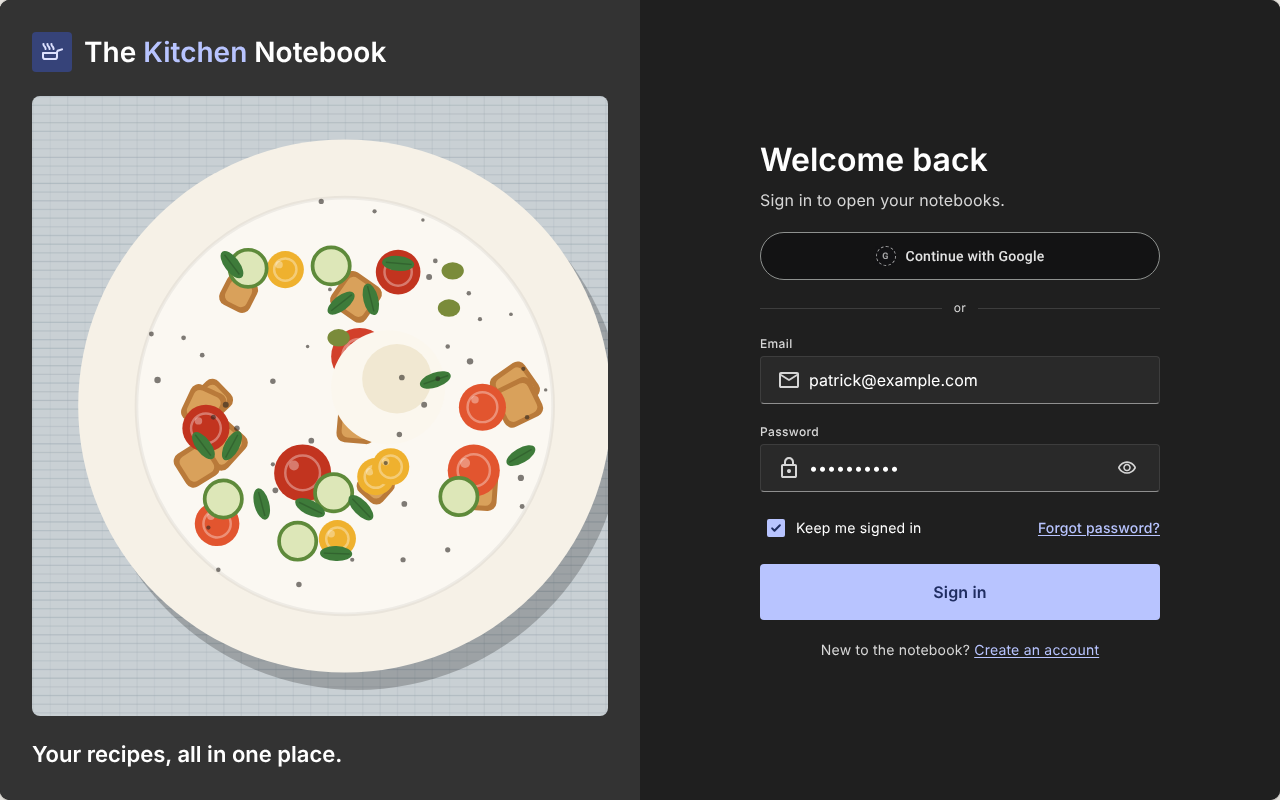 The Kitchen Notebook
Your recipes, all in one place.
Welcome back
Sign in to open your notebooks.
G Continue with Google
or
Email
patrick@example.com
Password
••••••••••
Keep me signed in
Forgot password?
Sign in
New to the notebook? Create an account